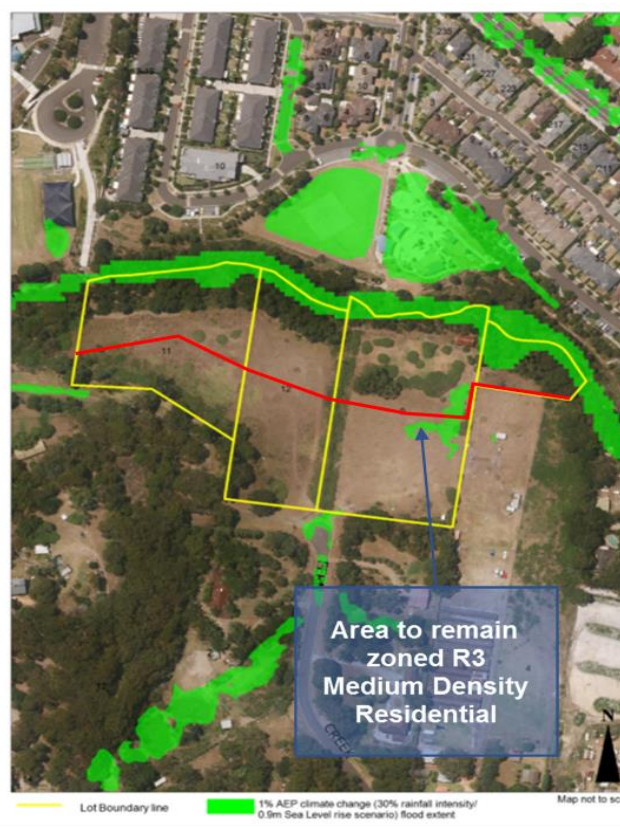 11
12
10
Area to remain
zoned R3
Medium Density
Residential
CREEK
N
Lot Boundary line
1% AEP climate change (30% rainfall intensity/
0.9m Sea Level rise scenario) flood extent
Map not to sc